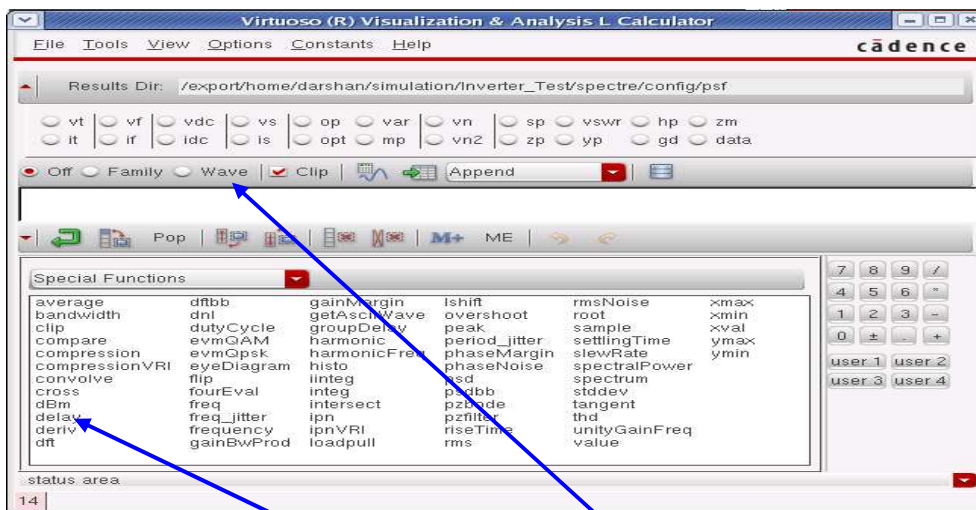 Virtuoso (R) Visualization & Analysis L Calculator
File Tools View Options Constants Help
cādence
Results Dir: /export/home/darshan/simulation/Inverter_Test/spectre/config/psf
vt vf vdc vs op var vn sp vswr hp zm
it if idc is opt mp vn2 zp yp gd data
Off Family Wave Clip Append
Pop M+ ME
Special Functions
average dftbb gainMargin lshift rmsNoise xmax
bandwidth dnl getAsciiWave overshoot root xmin
clip dutyCycle groupDelay peak sample xval
compare evmQAM harmonic period_jitter settlingTime ymax
compression evmQpsk harmonicFreq phaseMargin slewRate ymin
compressionVRI eyeDiagram histo phaseNoise spectralPower
convolve flip iinteg psd spectrum
cross fourEval integ psdbb stddev
dBm freq intersect pzbode tangent
delay freq_jitter ipn pzfilter thd
deriv frequency ipnVRI riseTime unityGainFreq
dft gainBwProd loadpull rms value
7 8 9 /
4 5 6 *
1 2 3 -
0 ± . +
user 1 user 2
user 3 user 4
status area
14